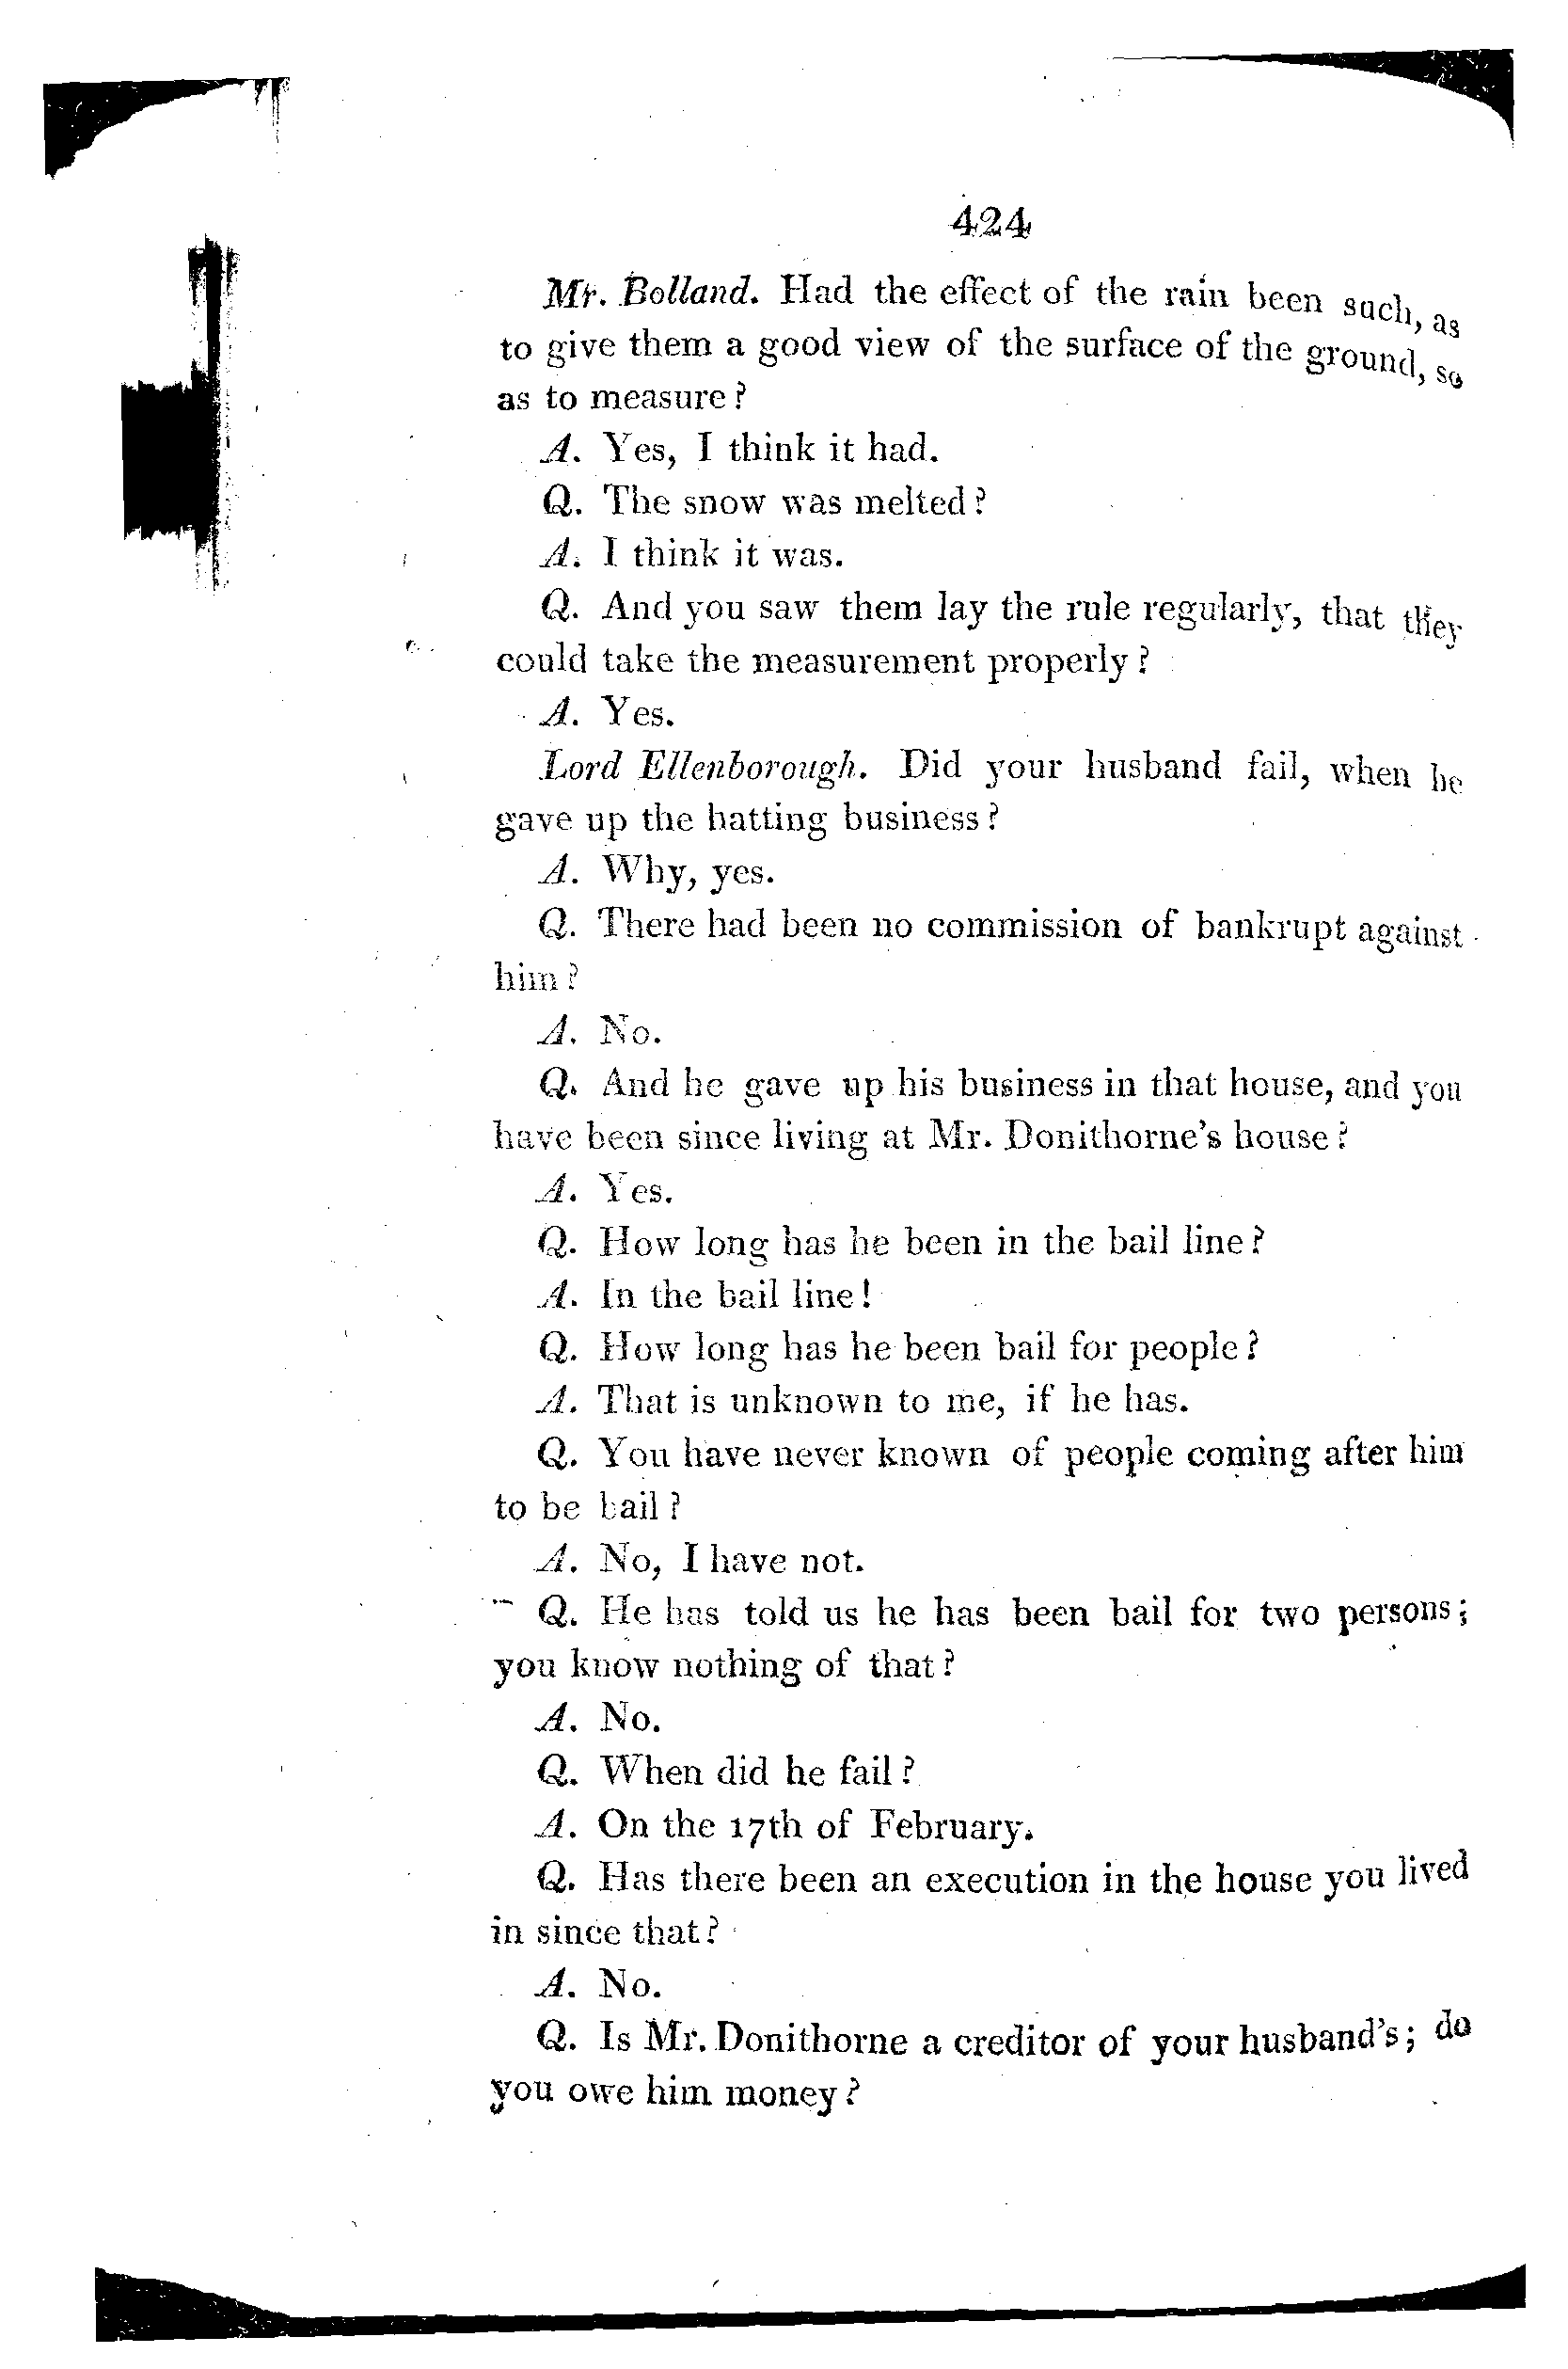 424
Mr. Bolland. Had the effect of the rain been such, as
to give them a good view of the surface of the ground, so
as to measure?
A. Yes, I think it had.
Q. The snow was melted?
A. I think it was.
Q. And you saw them lay the rule regularly, that they
could take the measurement properly?
A. Yes.
Lord Ellenborough. Did your husband fail, when he
gave up the hatting business?
A. Why, yes.
Q. There had been no commission of bankrupt against
him?
A. No.
Q. And he gave up his business in that house, and you
have been since living at Mr. Donithorne's house?
A. Yes.
Q. How long has he been in the bail line?
A. In the bail line!
Q. How long has he been bail for people?
A. That is unknown to me, if he has.
Q. You have never known of people coming after him
to be bail?
A. No, I have not.
Q. He has told us he has been bail for two persons;
you know nothing of that?
A. No.
Q. When did he fail?
A. On the 17th of February.
Q. Has there been an execution in the house you lived
in since that?
A. No.
Q. Is Mr. Donithorne a creditor of your husband's; do
you owe him money?